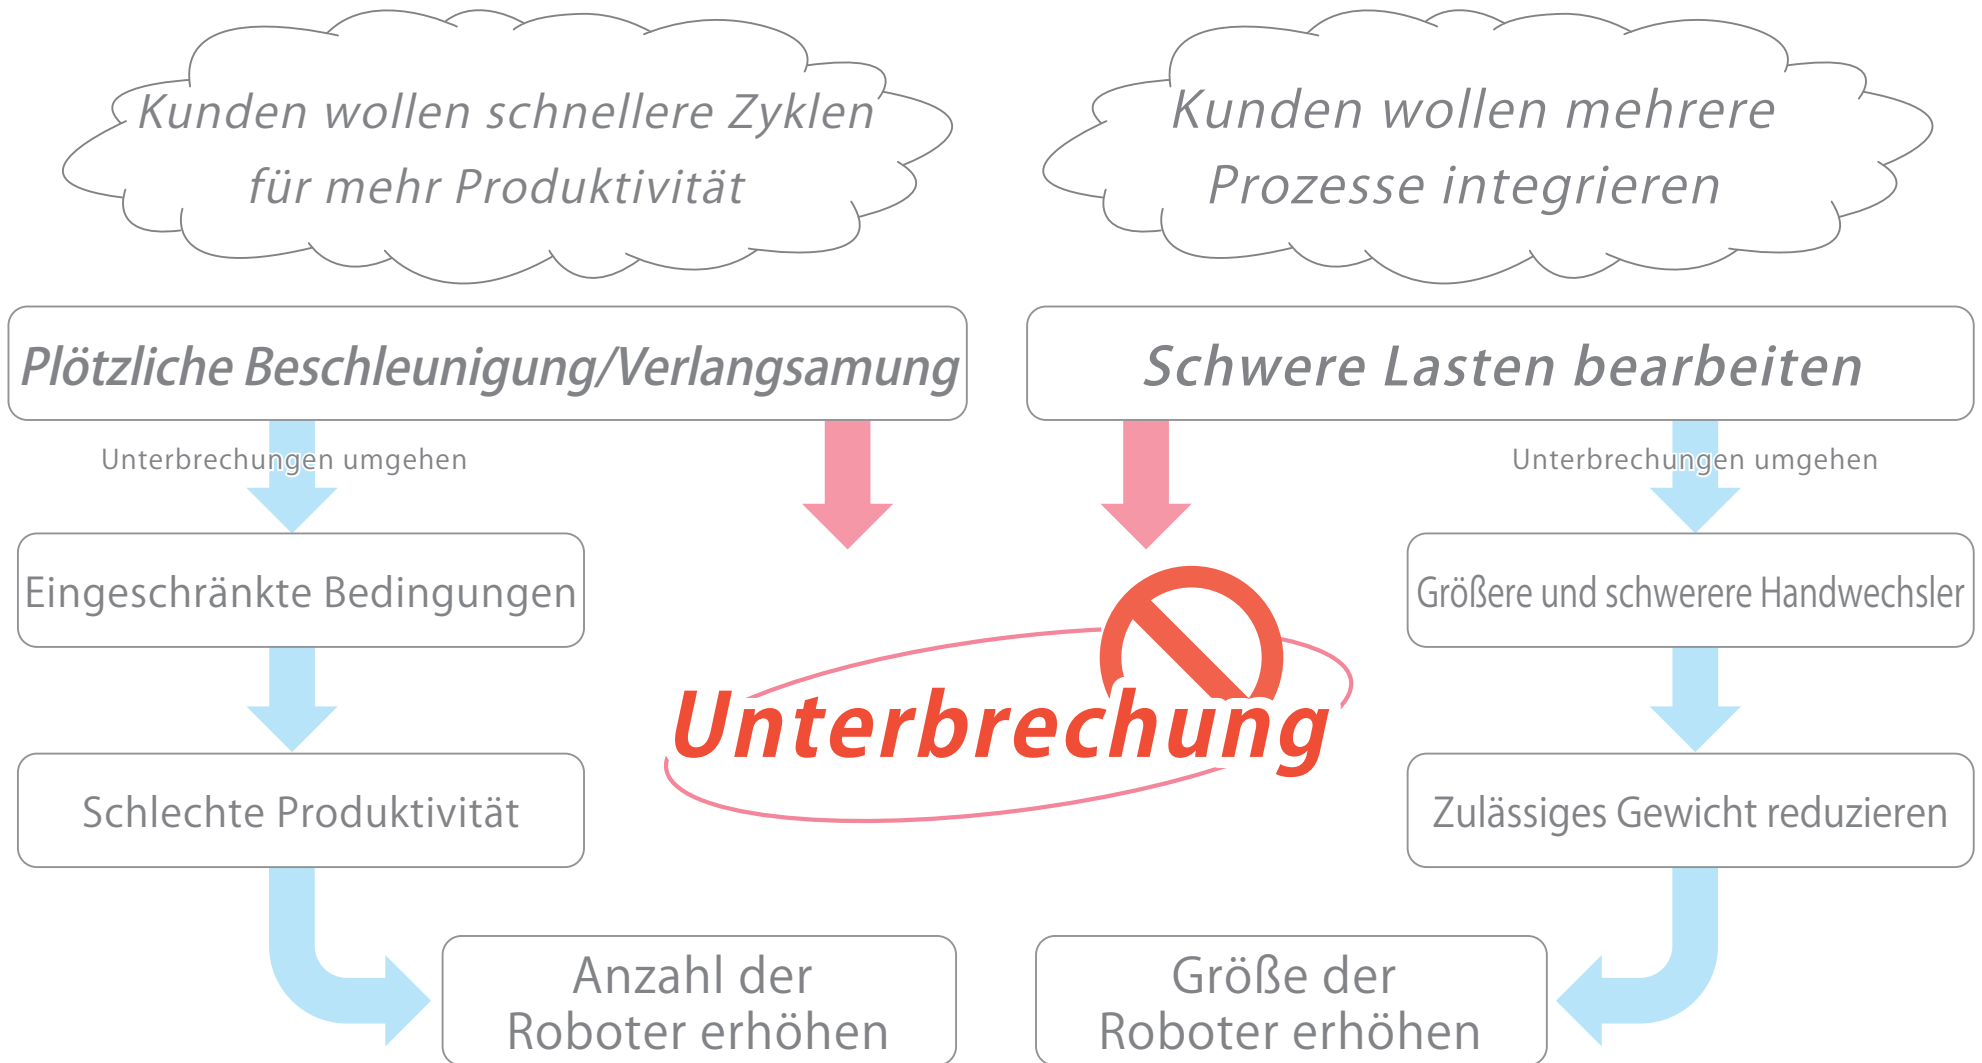 Kunden wollen schnellere Zyklen
für mehr Produktivität
Kunden wollen mehrere
Prozesse integrieren
Plötzliche Beschleunigung/Verlangsamung
Schwere Lasten bearbeiten
Unterbrechungen umgehen
Unterbrechungen umgehen
Eingeschränkte Bedingungen
Größere und schwerere Handwechsler
Unterbrechung
Schlechte Produktivität
Zulässiges Gewicht reduzieren
Anzahl der
Roboter erhöhen
Größe der
Roboter erhöhen